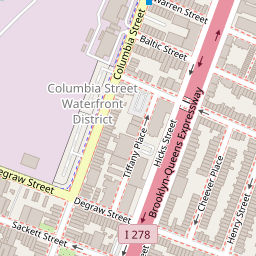 Warren Street
Columbia Street
Baltic Street
Columbia Street
Waterfront
District
Tiffany Place
Hicks Street
Brooklyn-Queens Expressway
Cheever Place
Henry Street
Degraw Street
Degraw Street
Sackett Street
I 278